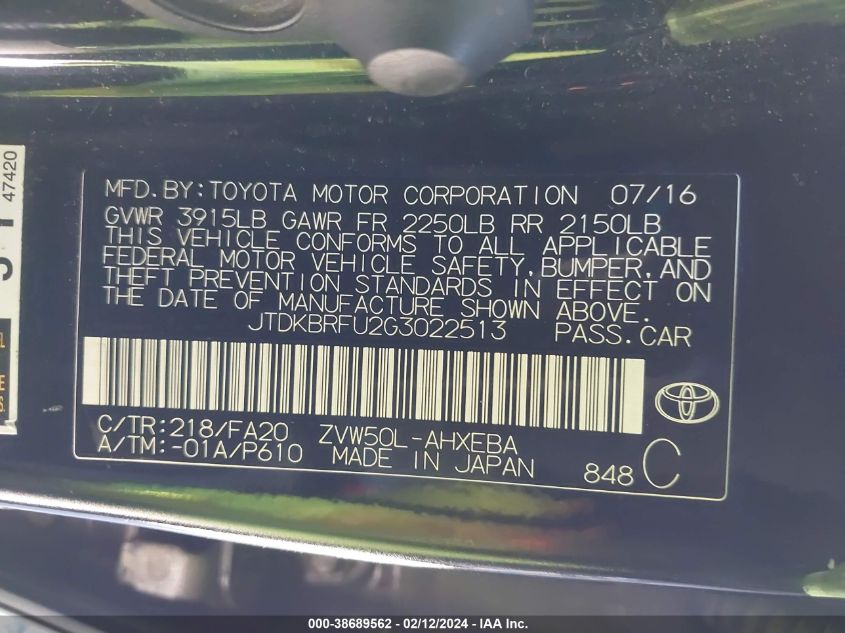 47420
MFD.BY:TOYOTA MOTOR CORPORATION 07/16
GVWR 3915LB GAWR FR 2250LB RR 2150LB
THIS VEHICLE CONFORMS TO ALL APPLICABLE
FEDERAL MOTOR VEHICLE SAFETY,BUMPER,AND
THEFT PREVENTION STANDARDS IN EFFECT ON
THE DATE OF MANUFACTURE SHOWN ABOVE.
JTDKBRFU2G3022513 PASS.CAR
C/TR:218/FA20 ZVW50L-AHXEBA
A/TM:-01A/P610 MADE IN JAPAN 848 C
000-38689562 - 02/12/2024 - IAA Inc.